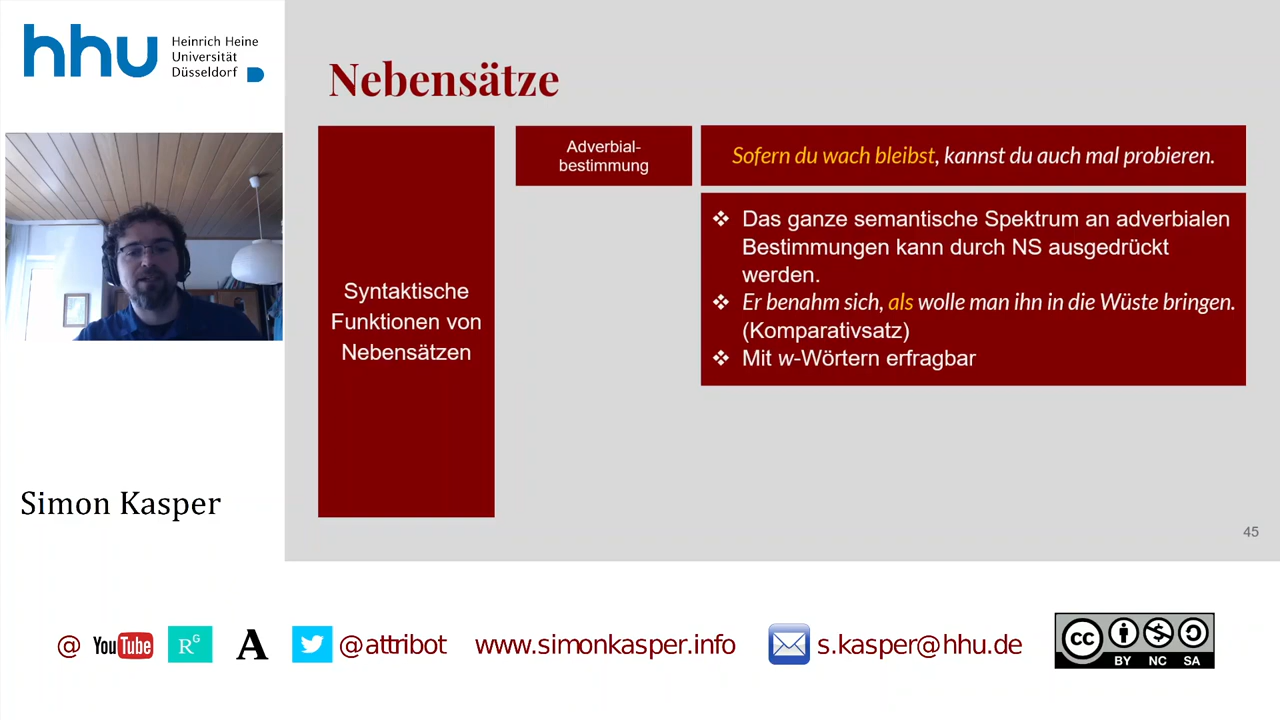 hhu
Heinrich Heine
Universität
Düsseldorf
Nebensätze
Syntaktische
Funktionen von
Nebensätzen
Adverbial-
bestimmung
Sofern du wach bleibst, kannst du auch mal probieren.
❖ Das ganze semantische Spektrum an adverbialen
Bestimmungen kann durch NS ausgedrückt
werden.
❖ Er benahm sich, als wolle man ihn in die Wüste bringen.
(Komparativsatz)
❖ Mit w-Wörtern erfragbar
45
Simon Kasper
@ YouTube RG A @attribot www.simonkasper.info s.kasper@hhu.de
cc
BY NC SA